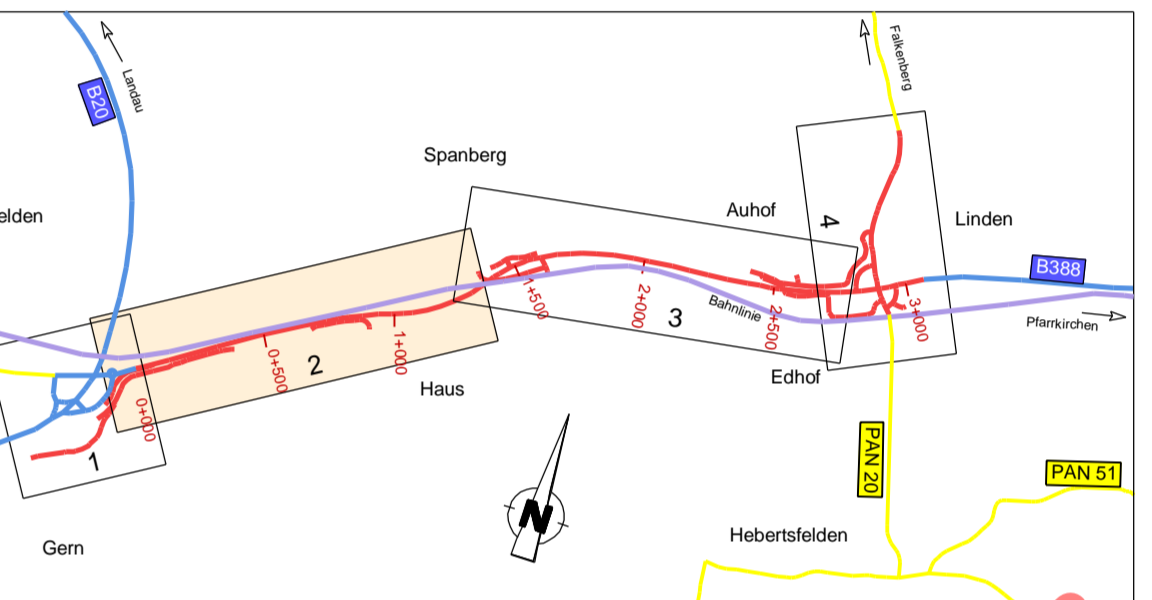 B20
Landau
Falkenberg
Spanberg
elden
Auhof
4
Linden
B388
1+500
2+000
Bahnlinie
3
2+500
3+000
Pfarrkirchen
0+500
2
1+000
Haus
Edhof
0+000
1
PAN 20
PAN 51
N
Gern
Hebertsfelden